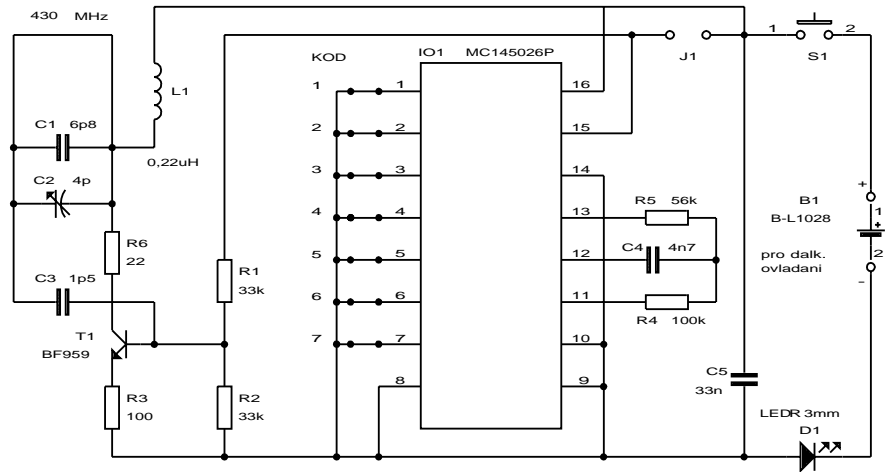 430 MHz
KOD
IO1 MC145026P
J1
1 2
S1
L1
0,22uH
C1 6p8
C2 4p
R6
22
C3 1p5
T1
BF959
R3
100
R1
33k
R2
33k
1 1
2 2
3 3
4 4
5 5
6 6
7 7
8
16
15
14
13
12
11
10
9
R5 56k
C4 4n7
R4 100k
B1
B-L1028
+
1
+
2
-
pro dalk.
ovladani
C5
33n
LEDR 3mm
D1